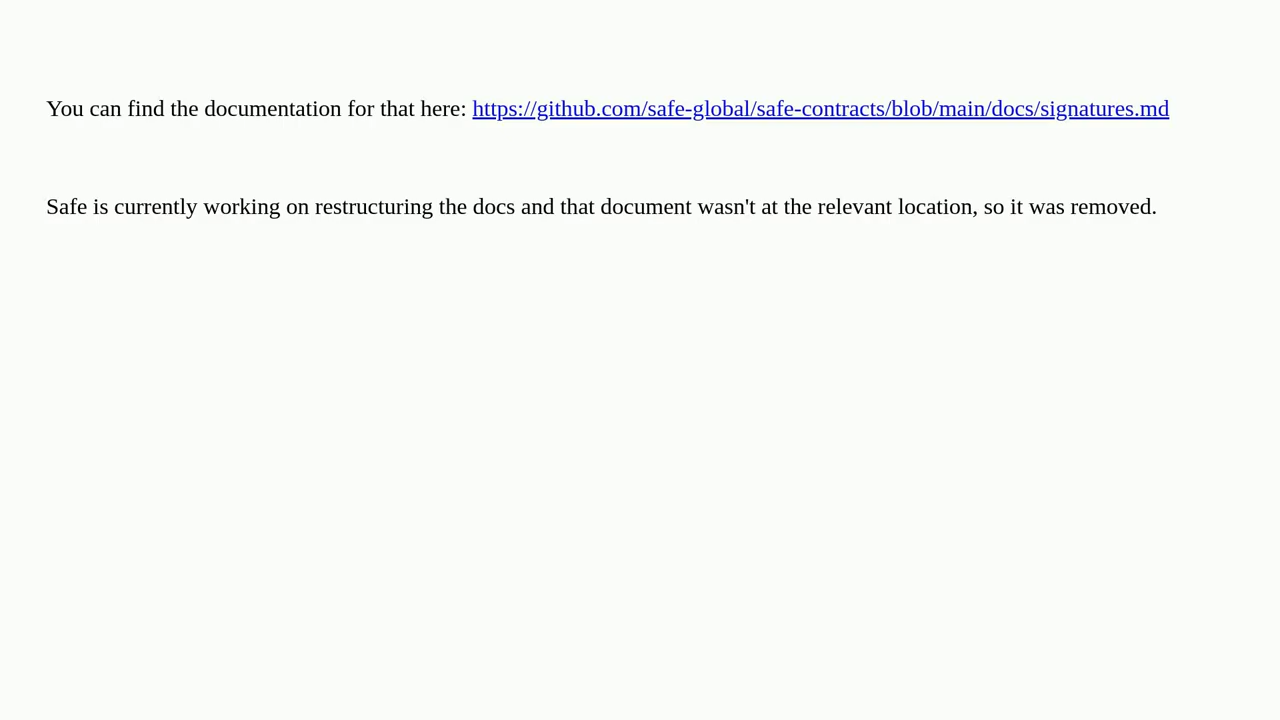 You can find the documentation for that here: https://github.com/safe-global/safe-contracts/blob/main/docs/signatures.md
Safe is currently working on restructuring the docs and that document wasn't at the relevant location, so it was removed.